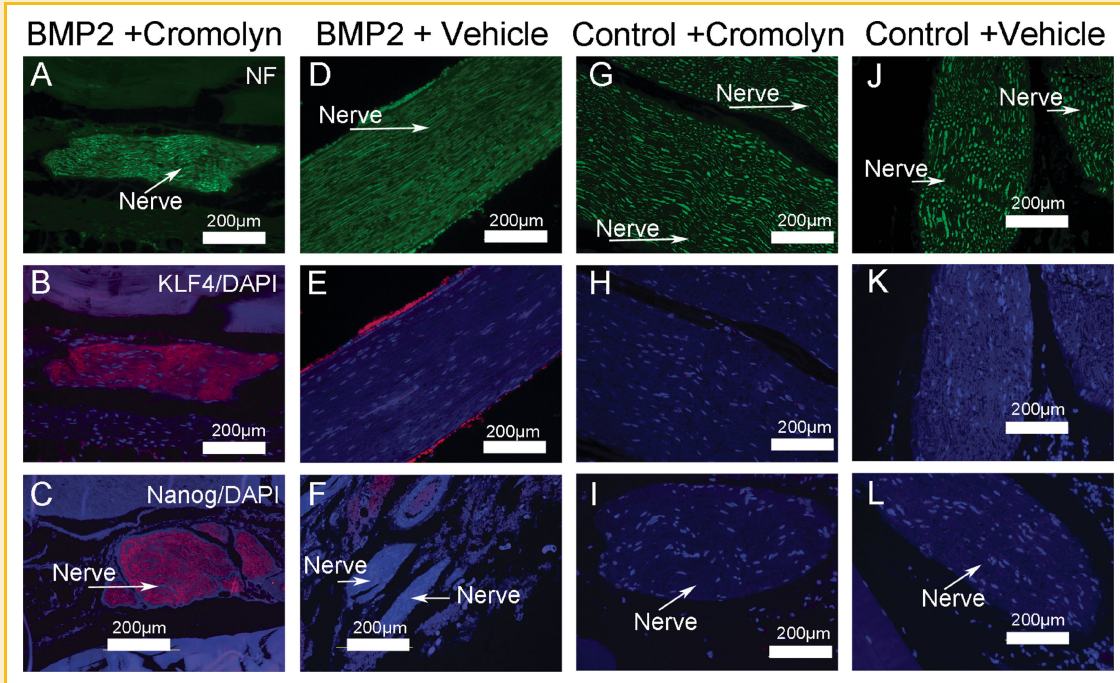 BMP2 +Cromolyn
BMP2 + Vehicle
Control +Cromolyn
Control +Vehicle
A
NF
Nerve
200µm
D
Nerve
200µm
G
Nerve
Nerve
200µm
J
Nerve
Nerve
200µm
B
KLF4/DAPI
200µm
E
200µm
H
200µm
K
200µm
C
Nanog/DAPI
Nerve
200µm
F
Nerve
Nerve
200µm
I
Nerve
200µm
L
Nerve
200µm